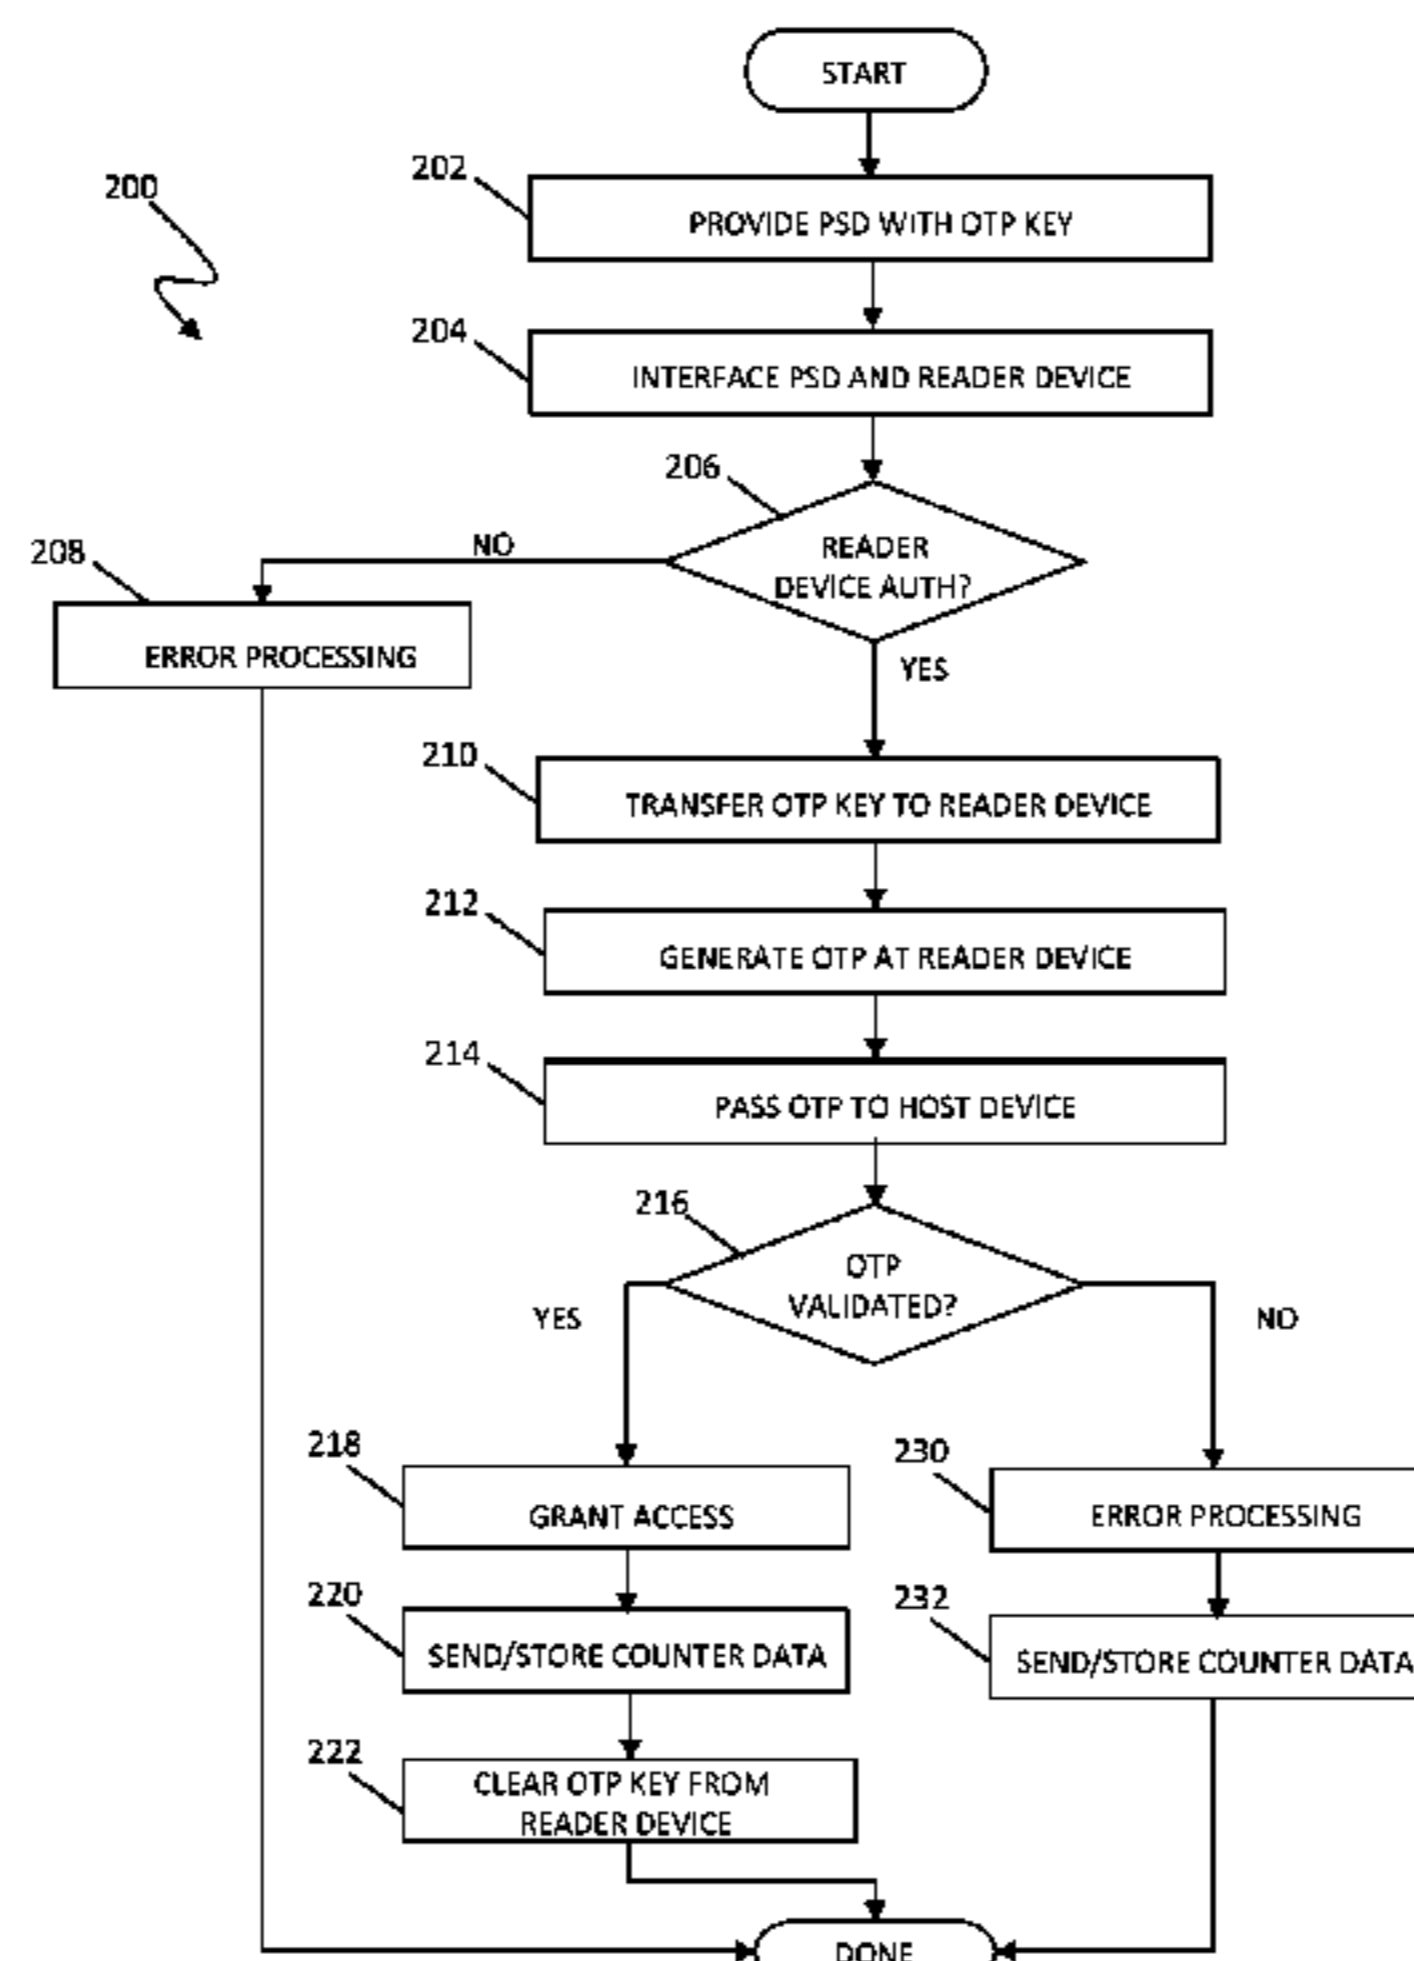 START
202
200
PROVIDE PSD WITH OTP KEY
204
INTERFACE PSD AND READER DEVICE
206
READER
DEVICE AUTH?
NO
208
ERROR PROCESSING
YES
210
TRANSFER OTP KEY TO READER DEVICE
212
GENERATE OTP AT READER DEVICE
214
PASS OTP TO HOST DEVICE
216
OTP
VALIDATED?
YES
NO
218
GRANT ACCESS
230
ERROR PROCESSING
220
SEND/STORE COUNTER DATA
232
SEND/STORE COUNTER DATA
222
CLEAR OTP KEY FROM
READER DEVICE
DONE